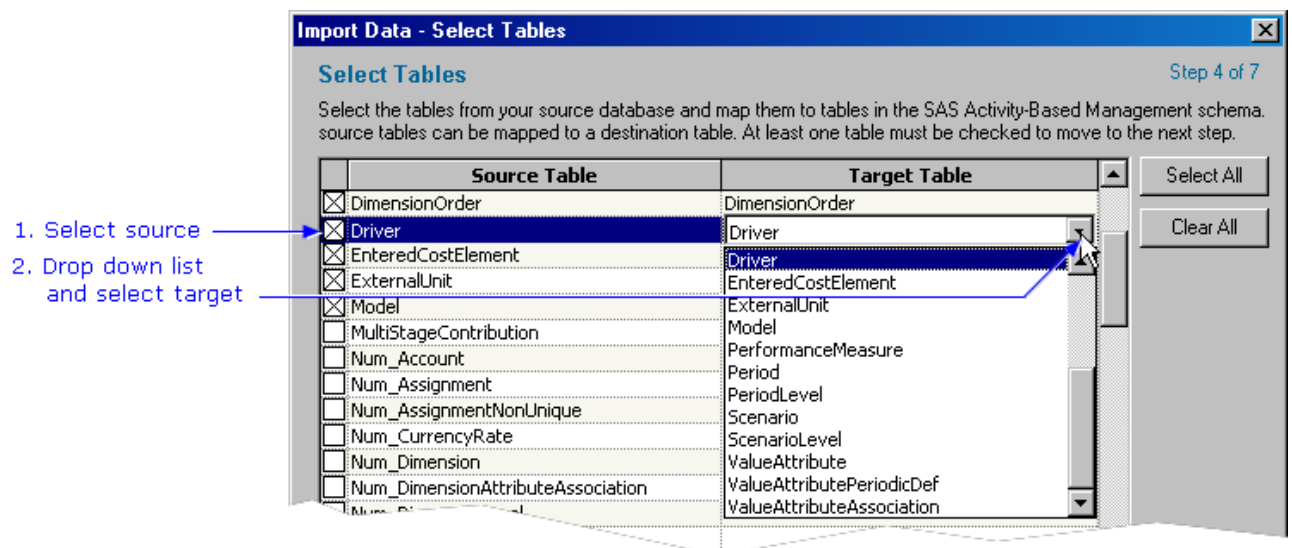 Import Data - Select Tables
Select Tables
Step 4 of 7
Select the tables from your source database and map them to tables in the SAS Activity-Based Management schema.
source tables can be mapped to a destination table. At least one table must be checked to move to the next step.
Source Table
Target Table
Select All
DimensionOrder
DimensionOrder
1. Select source
Driver
Driver
Clear All
2. Drop down list
and select target
EnteredCostElement
Driver
ExternalUnit
EnteredCostElement
Model
ExternalUnit
MultiStageContribution
Model
Num_Account
PerformanceMeasure
Num_Assignment
Period
Num_AssignmentNonUnique
PeriodLevel
Num_CurrencyRate
Scenario
Num_Dimension
ScenarioLevel
Num_DimensionAttributeAssociation
ValueAttribute
ValueAttributePeriodicDef
ValueAttributeAssociation